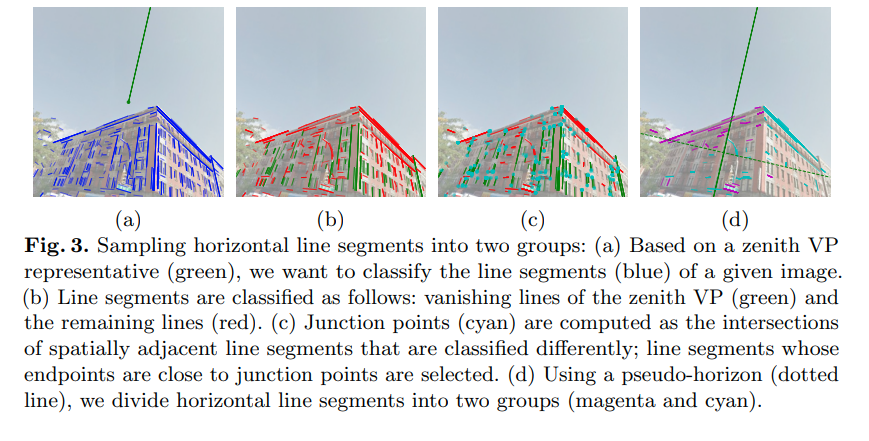 (a)
(b)
(c)
(d)
Fig. 3. Sampling horizontal line segments into two groups: (a) Based on a zenith VP
representative (green), we want to classify the line segments (blue) of a given image.
(b) Line segments are classified as follows: vanishing lines of the zenith VP (green) and
the remaining lines (red). (c) Junction points (cyan) are computed as the intersections
of spatially adjacent line segments that are classified differently; line segments whose
endpoints are close to junction points are selected. (d) Using a pseudo-horizon (dotted
line), we divide horizontal line segments into two groups (magenta and cyan).